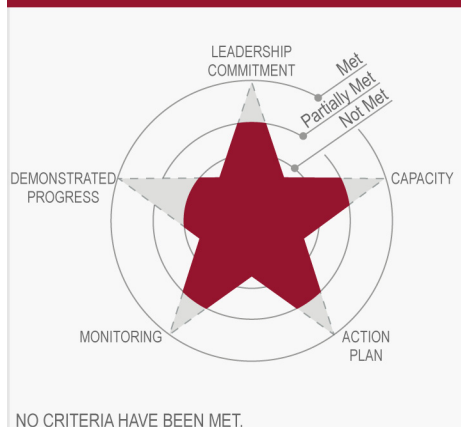 LEADERSHIP
COMMITMENT
Met
Partially Met
Not Met
DEMONSTRATED
PROGRESS
CAPACITY
MONITORING
ACTION
PLAN
NO CRITERIA HAVE BEEN MET.